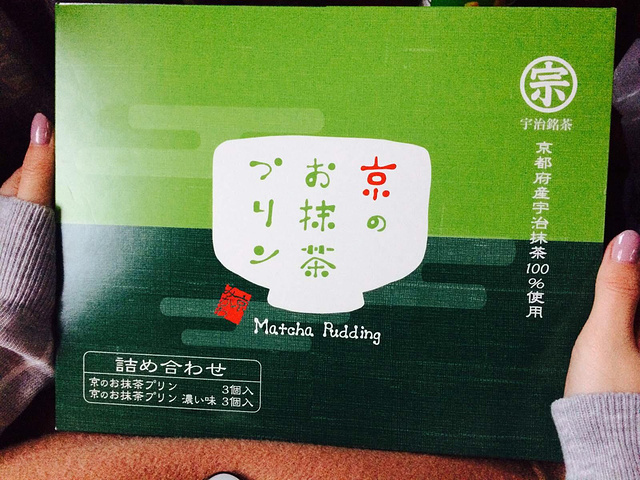 宗
宇治銘茶
京都府産宇治抹茶100%使用
京の
お抹茶
プリン
Matcha Pudding
詰め合わせ
京のお抹茶プリン 3個入
京のお抹茶プリン 濃い味 3個入